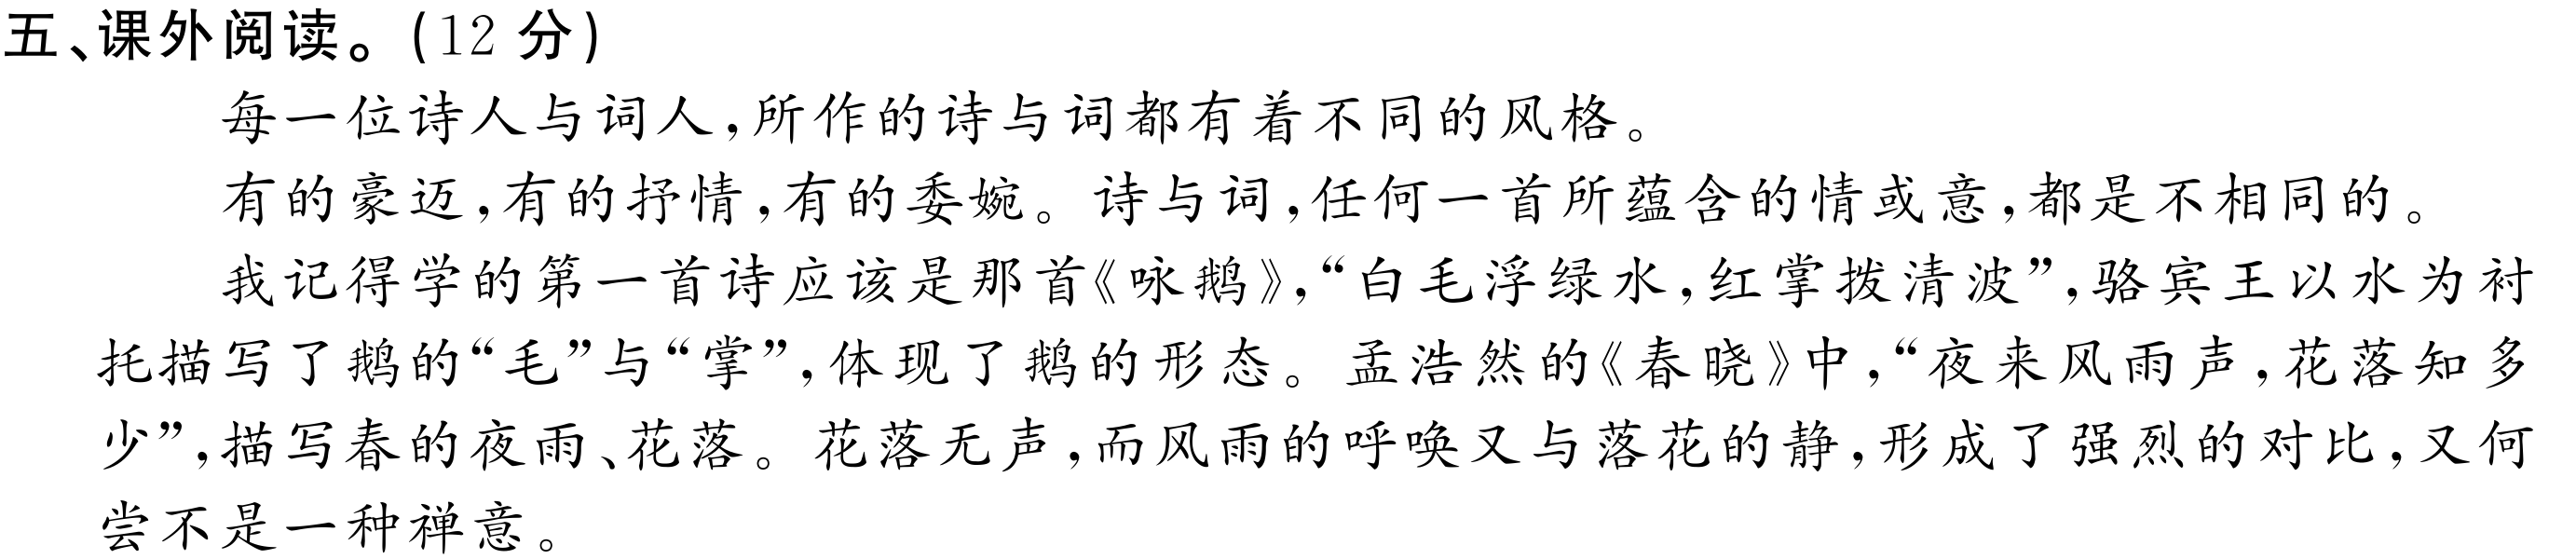 五、课外阅读。(12 分)
每一位诗人与词人,所作的诗与词都有着不同的风格。
有的豪迈,有的抒情,有的委婉。诗与词,任何一首所蕴含的情或意,都是不相同的。
我记得学的第一首诗应该是那首《咏鹅》,“白毛浮绿水,红掌拨清波”,骆宾王以水为衬
托描写了鹅的“毛”与“掌”,体现了鹅的形态。孟浩然的《春晓》中,“夜来风雨声,花落知多
少”,描写春的夜雨、花落。花落无声,而风雨的呼唤又与落花的静,形成了强烈的对比,又何
尝不是一种禅意。